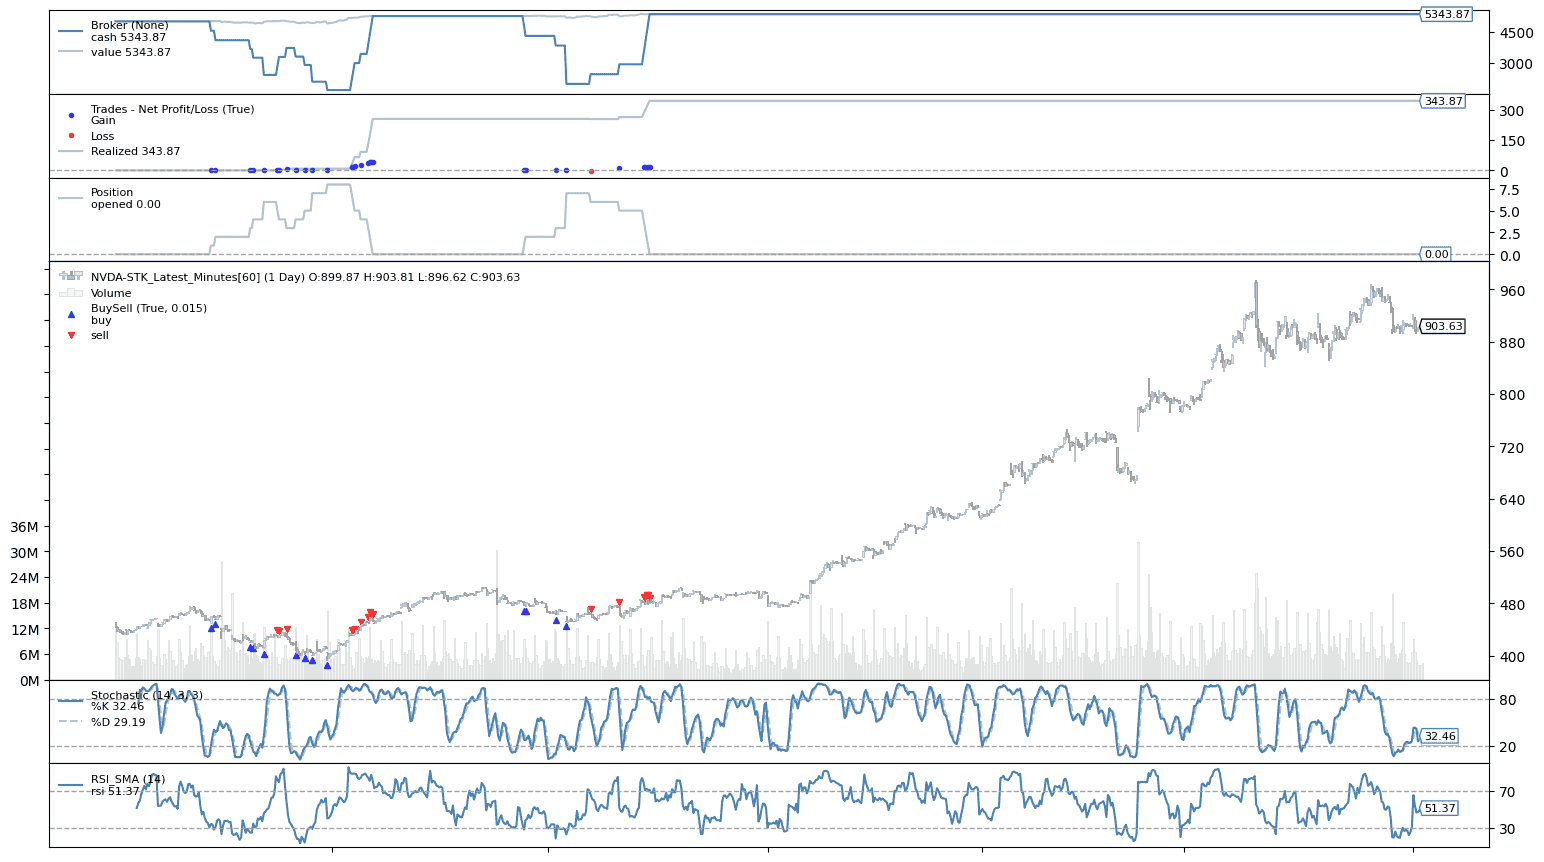 Broker (None)
cash 5343.87
value 5343.87
5343.87
4500
3000
Trades - Net Profit/Loss (True)
Gain
Loss
Realized 343.87
343.87
300
150
0
Position
opened 0.00
7.5
5.0
2.5
0.0
0.00
NVDA-STK_Latest_Minutes[60] (1 Day) O:899.87 H:903.81 L:896.62 C:903.63
Volume
BuySell (True, 0.015)
buy
sell
960
903.63
880
800
720
640
560
480
400
36M
30M
24M
18M
12M
6M
0M
Stochastic (14, 3, 3)
%K 32.46
%D 29.19
80
32.46
20
RSI_SMA (14)
rsi 51.37
70
51.37
30